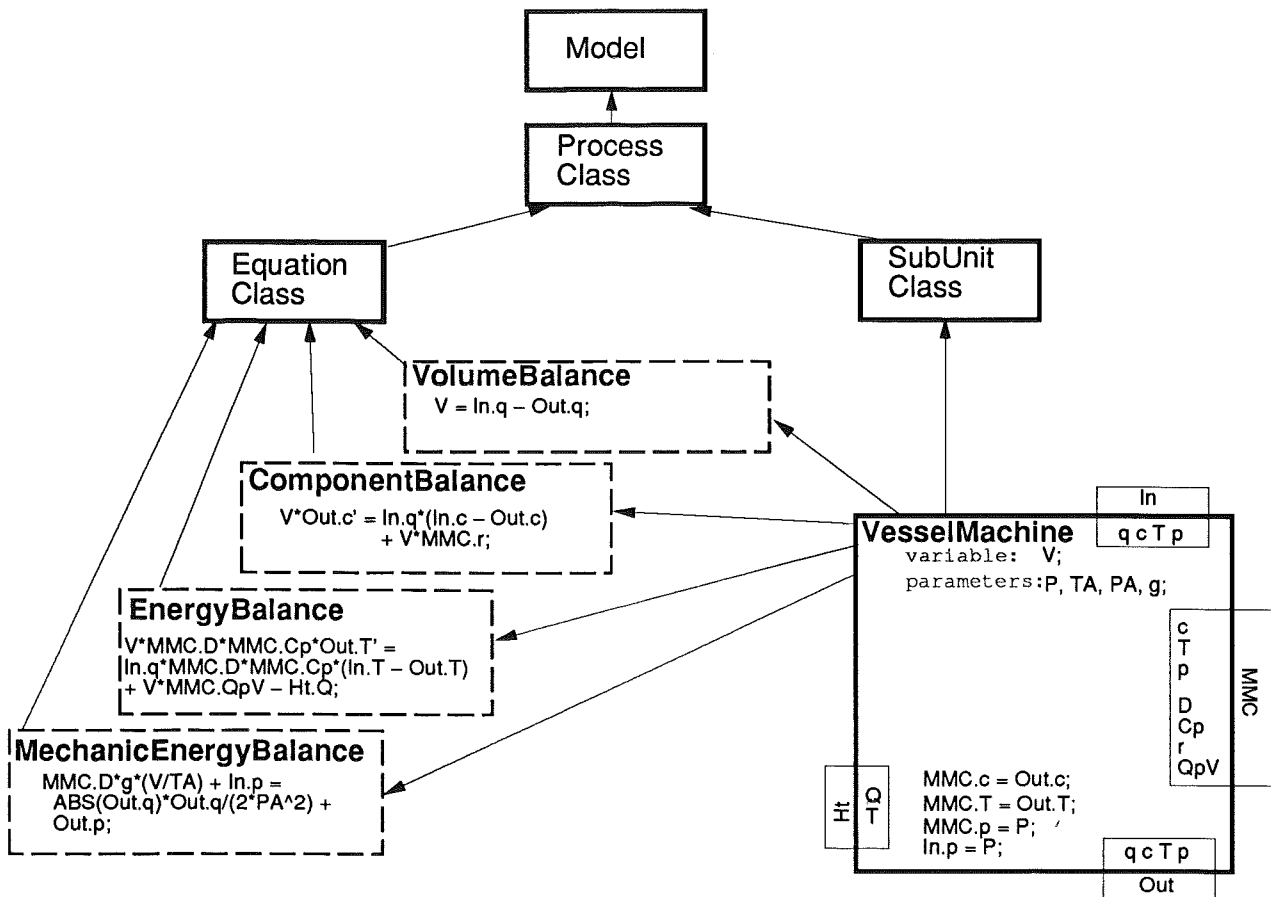 Model
Process
Class
Equation
Class
SubUnit
Class
VolumeBalance
V = In.q – Out.q;
ComponentBalance
V*Out.c' = In.q*(In.c – Out.c)
+ V*MMC.r;
EnergyBalance
V*MMC.D*MMC.Cp*Out.T' =
In.q*MMC.D*MMC.Cp*(In.T – Out.T)
+ V*MMC.QpV – Ht.Q;
MechanicEnergyBalance
MMC.D*g*(V/TA) + In.p =
ABS(Out.q)*Out.q/(2*PA^2) +
Out.p;
In
q c T p
VesselMachine
variable: V;
parameters:P, TA, PA, g;
c
T
p
D
Cp
r
QpV
MMC
Ht
QT
MMC.c = Out.c;
MMC.T = Out.T;
MMC.p = P;
In.p = P;
q c T p
Out